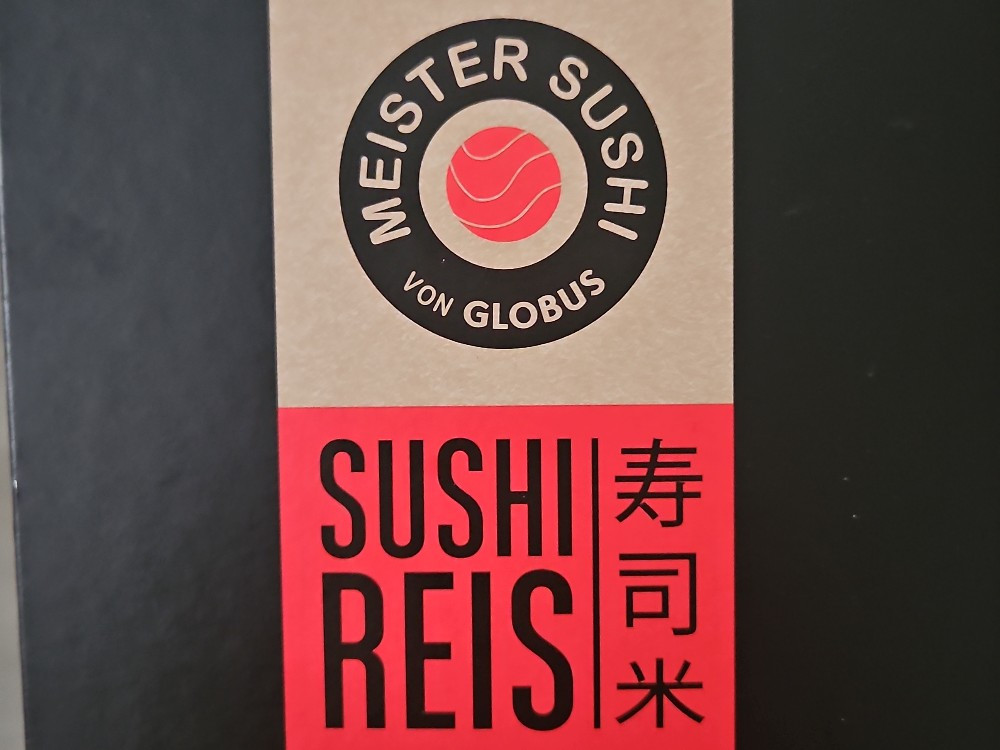 MEISTER SUSHI
VON GLOBUS
SUSHI
REIS
寿
司
米